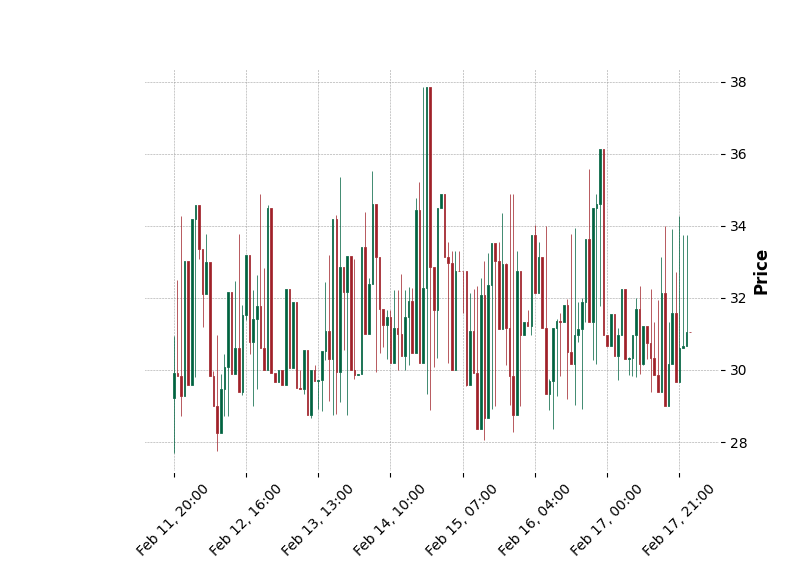 38
36
34
32
30
28
Price
Feb 11, 20:00
Feb 12, 16:00
Feb 13, 13:00
Feb 14, 10:00
Feb 15, 07:00
Feb 16, 04:00
Feb 17, 00:00
Feb 17, 21:00